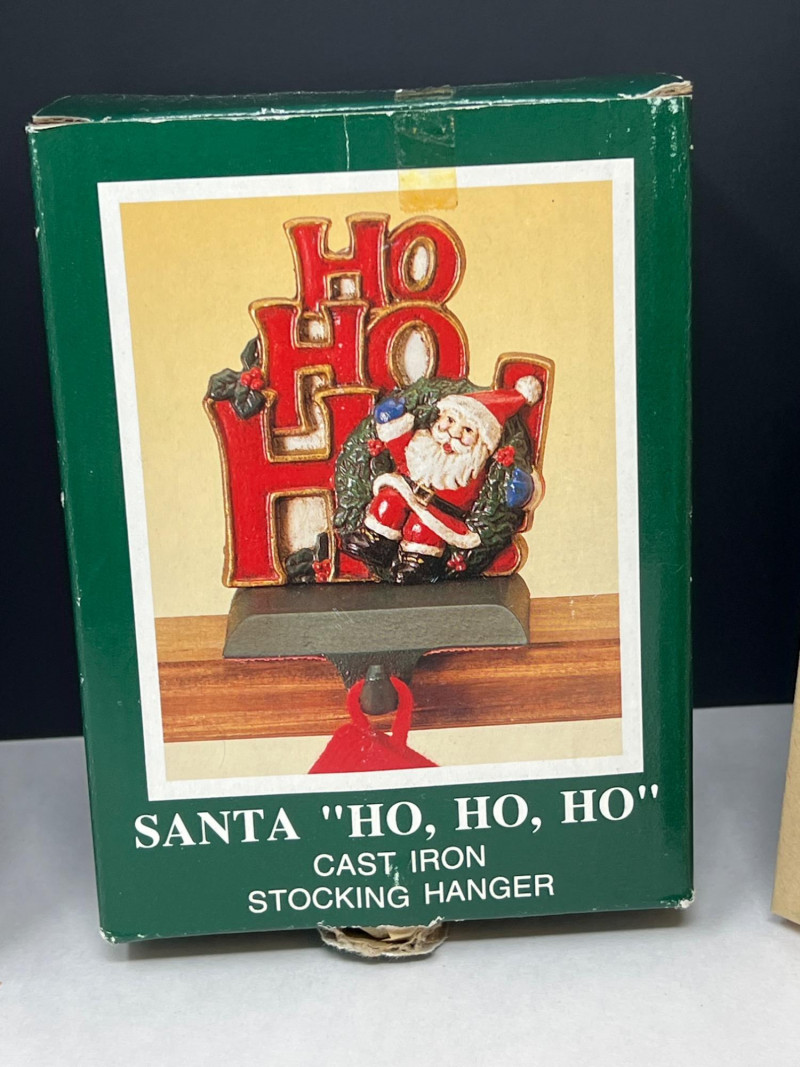 HO
HO
HO!
SANTA "HO, HO, HO"
CAST IRON
STOCKING HANGER